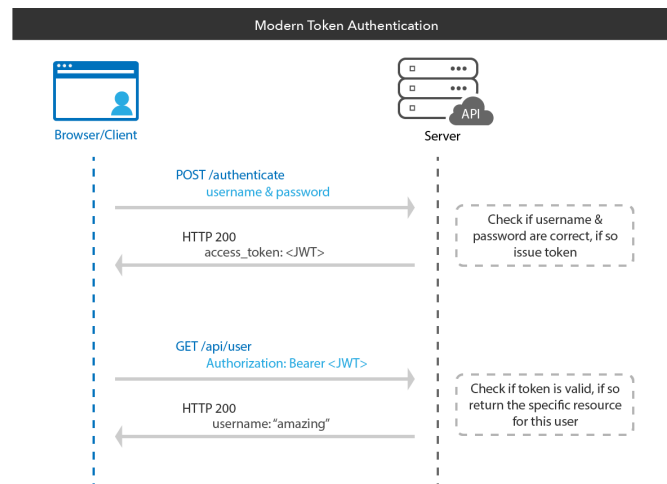 Modern Token Authentication
API
Browser/Client
Server
POST /authenticate
username & password
Check if username &
password are correct, if so
issue token
HTTP 200
access_token: <JWT>
GET /api/user
Authorization: Bearer <JWT>
Check if token is valid, if so
return the specific resource
for this user
HTTP 200
username: “amazing”